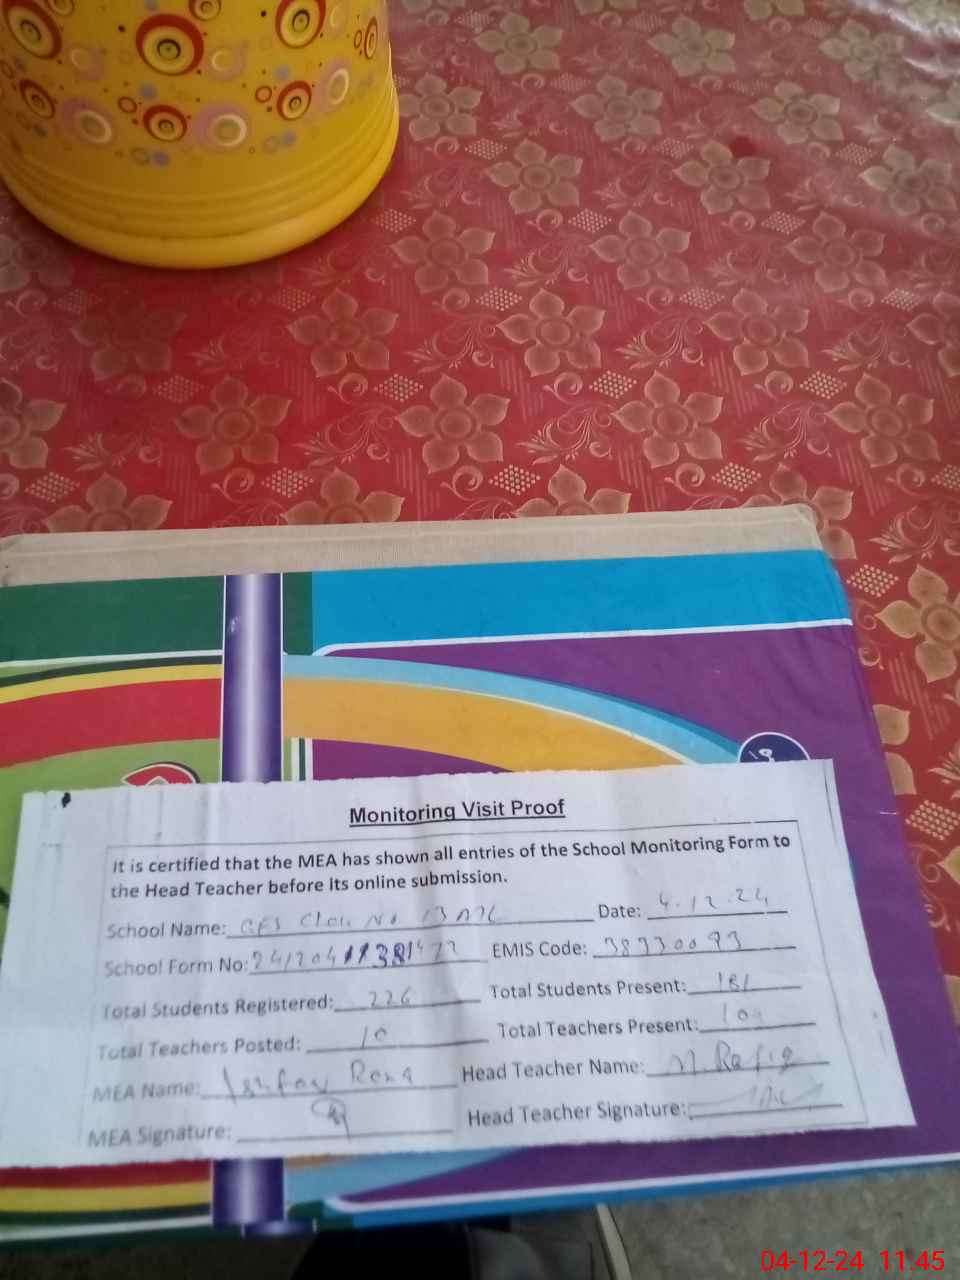 Monitoring Visit Proof
It is certified that the MEA has shown all entries of the School Monitoring Form to
the Head Teacher before its online submission.
School Name: Date: 4.12.24
School Form No: EMIS Code: 38330093
Total Students Registered: 226 Total Students Present: 181
Total Teachers Posted: 10 Total Teachers Present: 10
MEA Name: Head Teacher Name: M. Rafiq
MEA Signature: Head Teacher Signature:
04-12-24 11.45